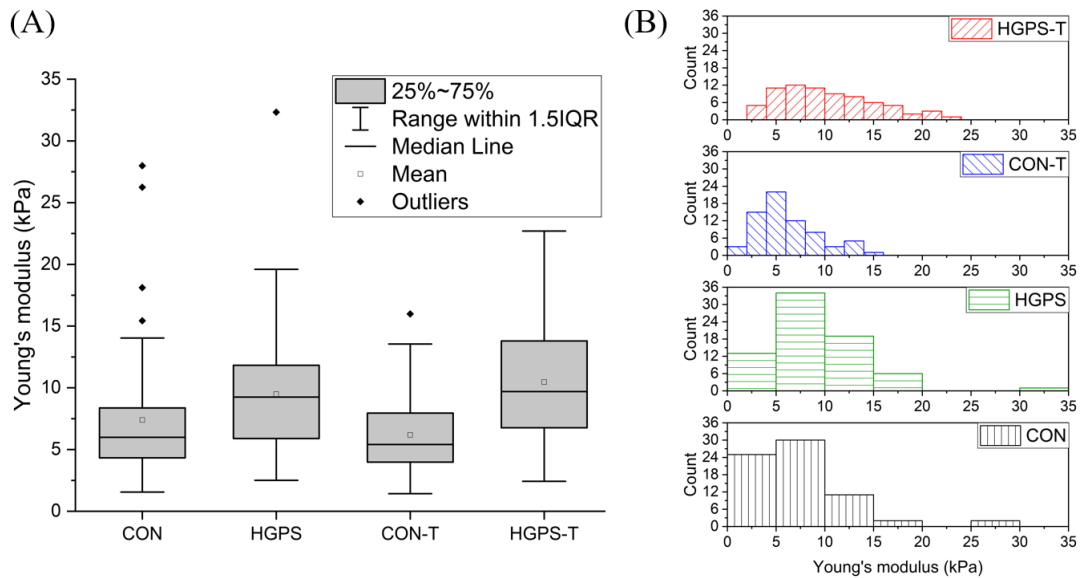 (A)
Young's modulus (kPa)
35
30
25
20
15
10
5
0
25%~75%
Range within 1.5IQR
Median Line
Mean
Outliers
CON HGPS CON-T HGPS-T
(B)
Count
36
30
24
18
12
6
0
HGPS-T
0 5 10 15 20 25 30 35
Count
36
30
24
18
12
6
0
CON-T
0 5 10 15 20 25 30 35
Count
36
30
24
18
12
6
0
HGPS
0 5 10 15 20 25 30 35
Count
36
30
24
18
12
6
0
CON
0 5 10 15 20 25 30 35
Young's modulus (kPa)